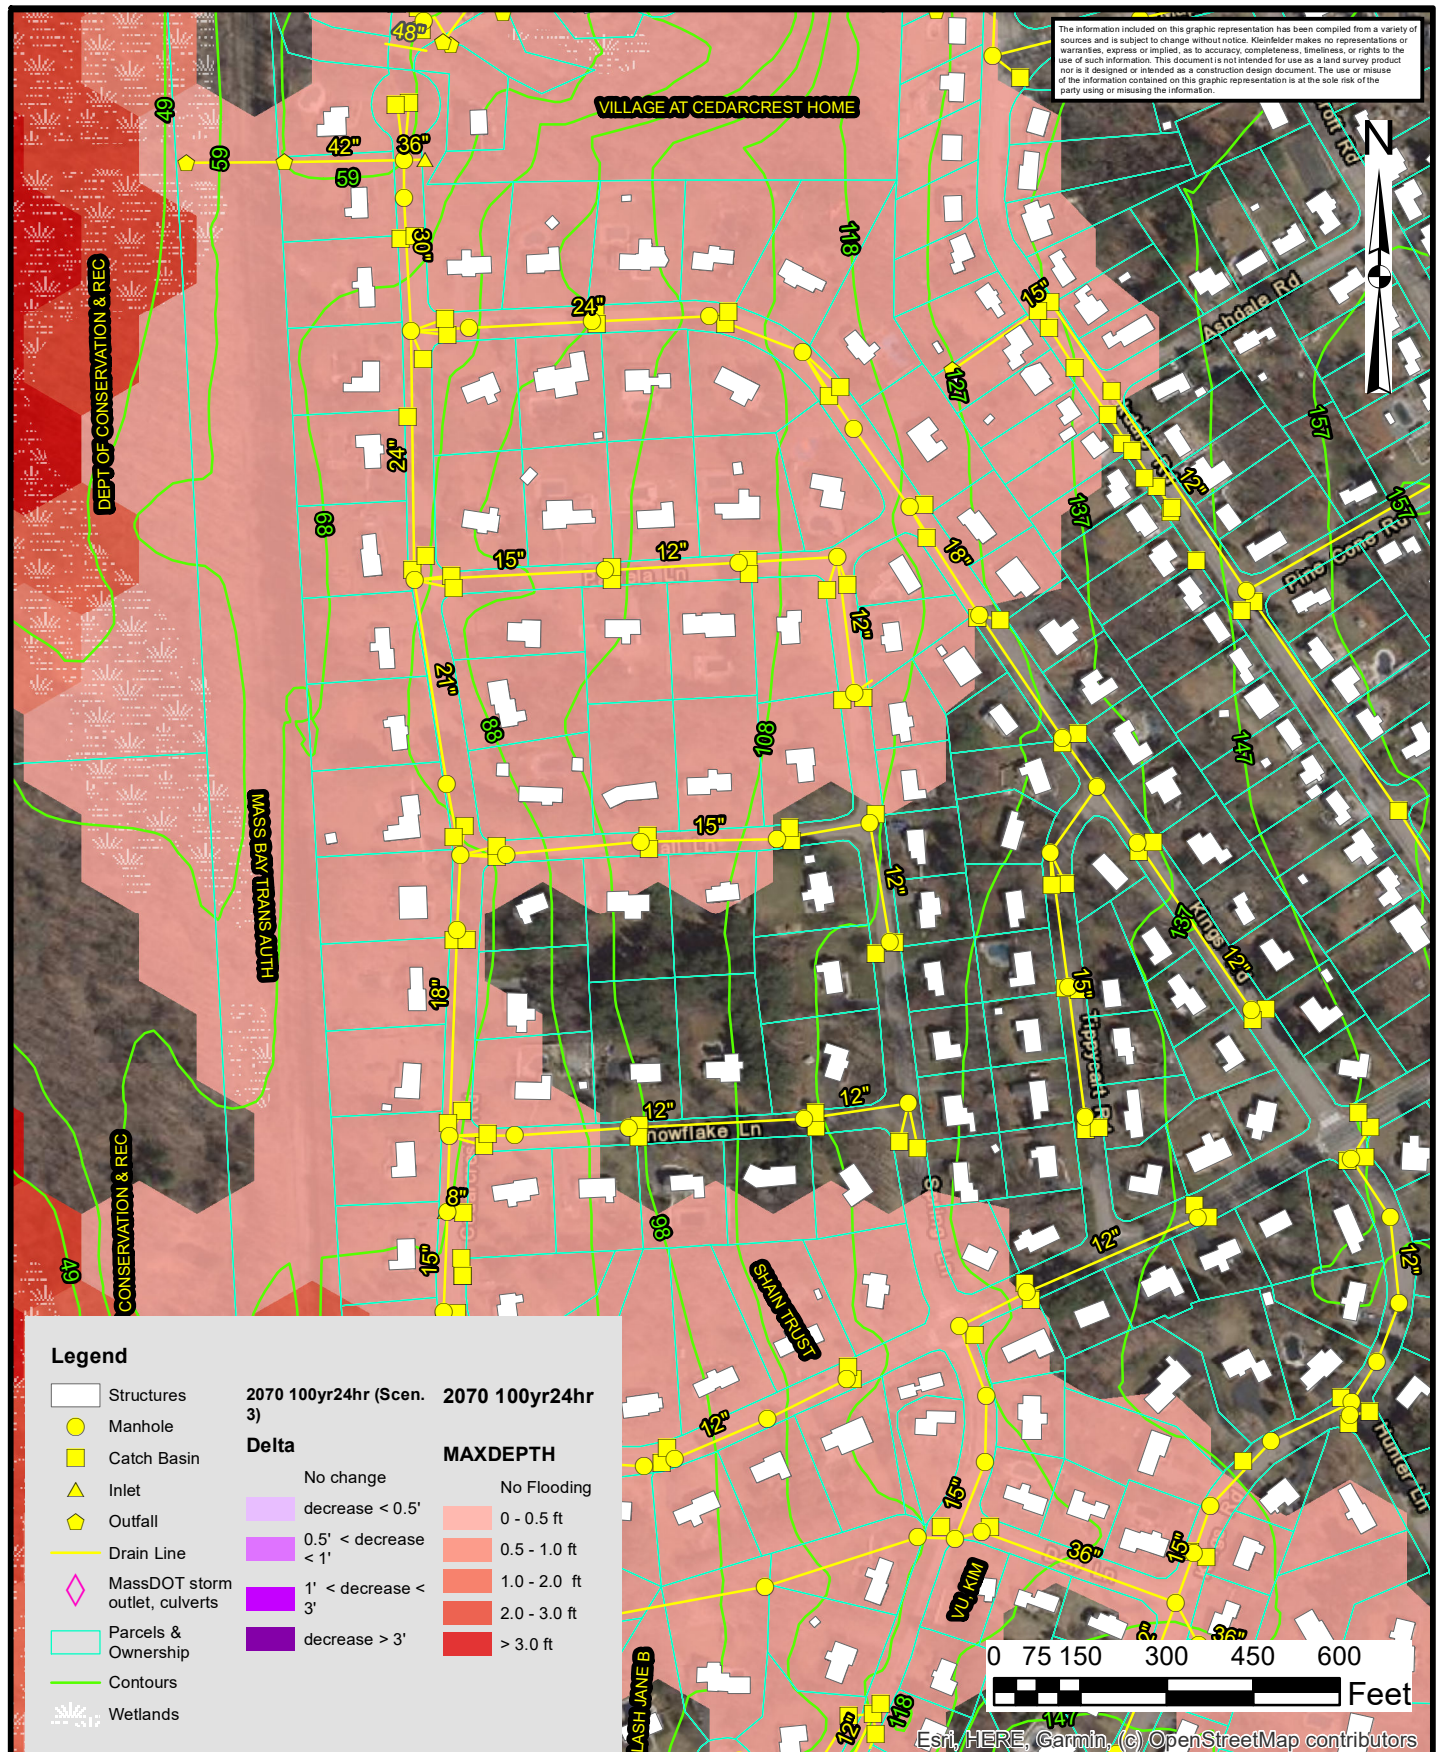 The information included on this graphic representation has been compiled from a variety of
sources and is subject to change without notice. Kleinfelder makes no representations or
warranties, express or implied, as to accuracy, completeness, timeliness, or rights to the
use of such information. This document is not intended for use as a land survey product
nor is it designed or intended as a construction design document. The use or misuse
of the information contained on this graphic representation is at the sole risk of the
party using or misusing the information.
48"
49
VILLAGE AT CEDARCREST HOME
N
42"
36"
59
59
30"
118
DEPT OF CONSERVATION & REC
24"
15"
Ashdale Rd
127
157
24"
12"
137
68
15"
12"
18"
157
Pine Cone Rd
Pamela Ln
12"
21"
88
108
147
MASS BAY TRANS AUTH
15"
12"
137
Kings Rd
12"
18"
15"
Tippycart Rd
12"
12"
Snowflake Ln
CONSERVATION & REC
8"
98
Spring Ln
12"
12"
15"
49
SHAIN TRUST
12"
15"
36"
15"
Hunter Ln
VU KIM
36"
LASH JANE B
12"
118
147
Legend
Structures
Manhole
Catch Basin
Inlet
Outfall
Drain Line
MassDOT storm
outlet, culverts
Parcels &
Ownership
Contours
Wetlands
2070 100yr24hr (Scen.
3)
Delta
No change
decrease < 0.5'
0.5' < decrease
< 1'
1' < decrease <
3'
decrease > 3'
2070 100yr24hr
MAXDEPTH
No Flooding
0 - 0.5 ft
0.5 - 1.0 ft
1.0 - 2.0 ft
2.0 - 3.0 ft
> 3.0 ft
0 75 150 300 450 600
Feet
Esri, HERE, Garmin, (c) OpenStreetMap contributors